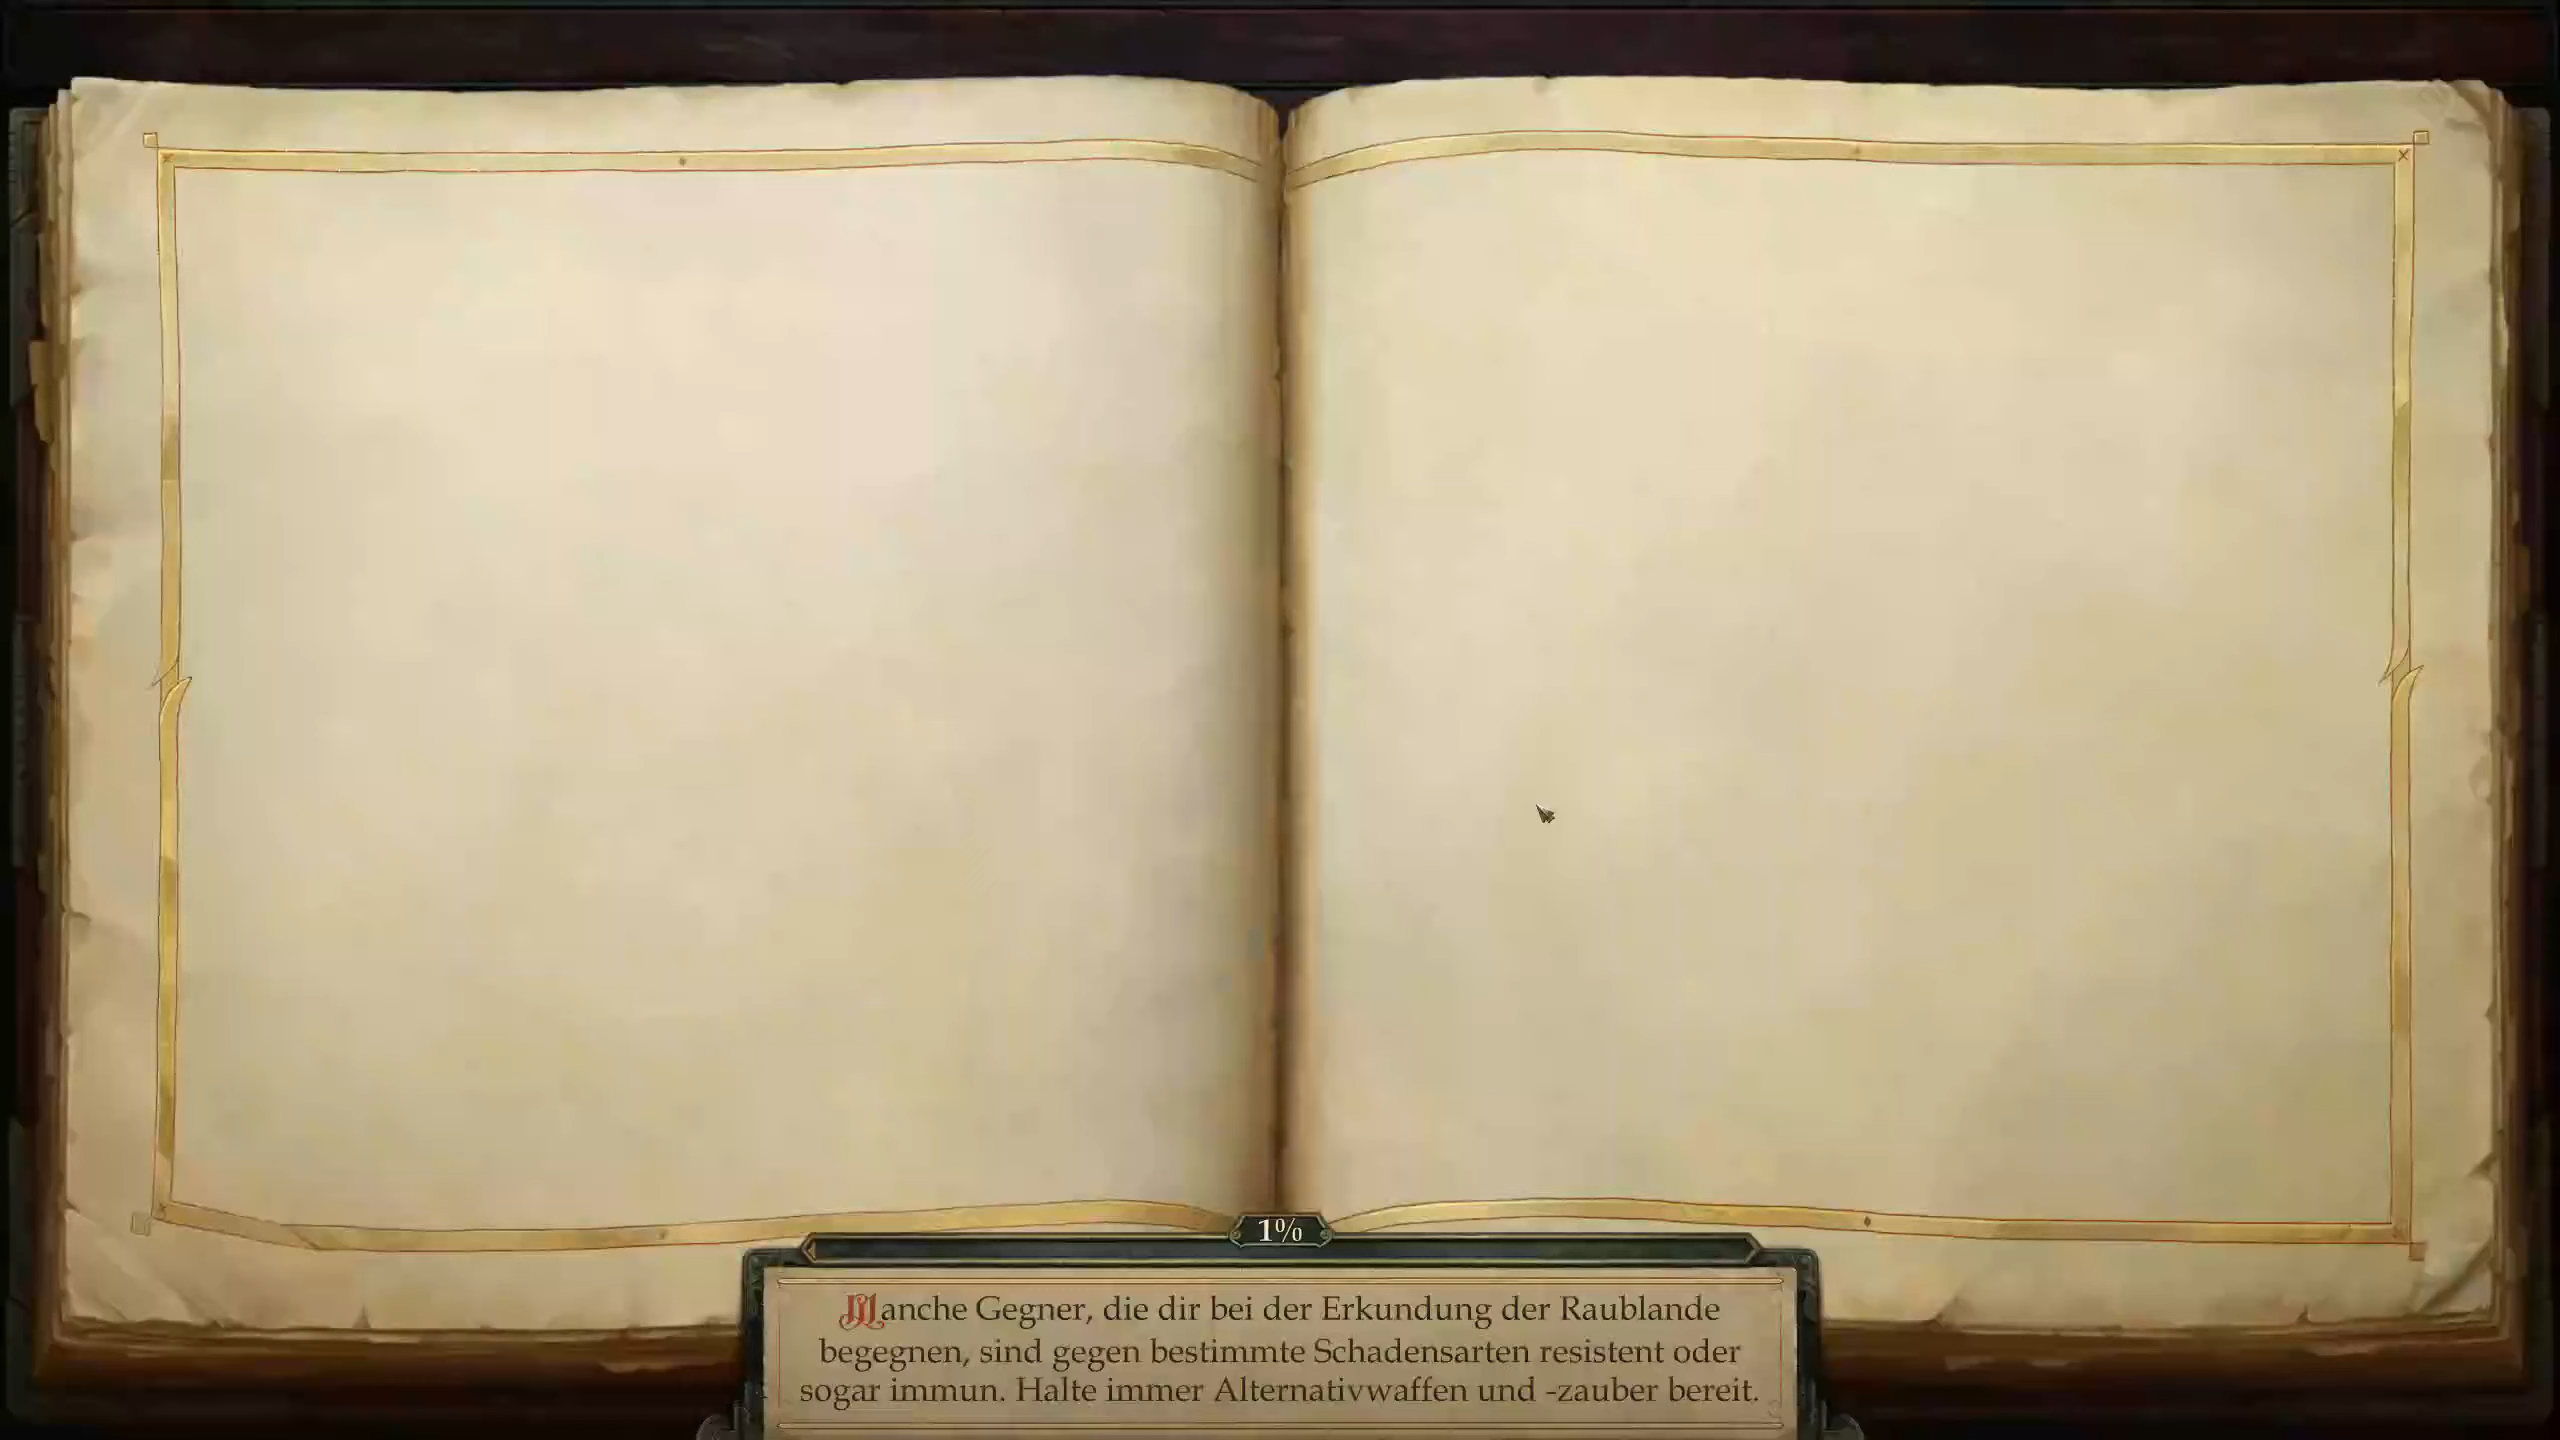 1%
Manche Gegner, die dir bei der Erkundung der Raublande
begegnen, sind gegen bestimmte Schadensarten resistent oder
sogar immun. Halte immer Alternativwaffen und -zauber bereit.